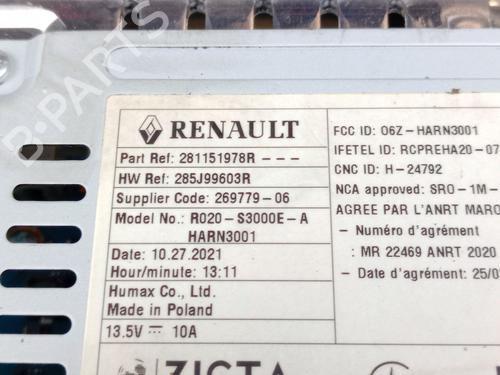 RENAULT
Part Ref: 281151978R - - -
HW Ref: 285J99603R
Supplier Code: 269779-06
Model No.: R020-S3000E-A
HARN3001
Date: 10.27.2021
Hour/minute: 13:11
Humax Co., Ltd.
Made in Poland
13.5V 10A
FCC ID: O6Z-HARN3001
IFETEL ID: RCPREHA20-07
CNC ID: H-24792
NCA approved: SRO-1M-
AGREE PAR L'ANRT MARO
- Numéro d'agrément
: MR 22469 ANRT 2020
- Date d'agrément: 25/0
B-PARTS